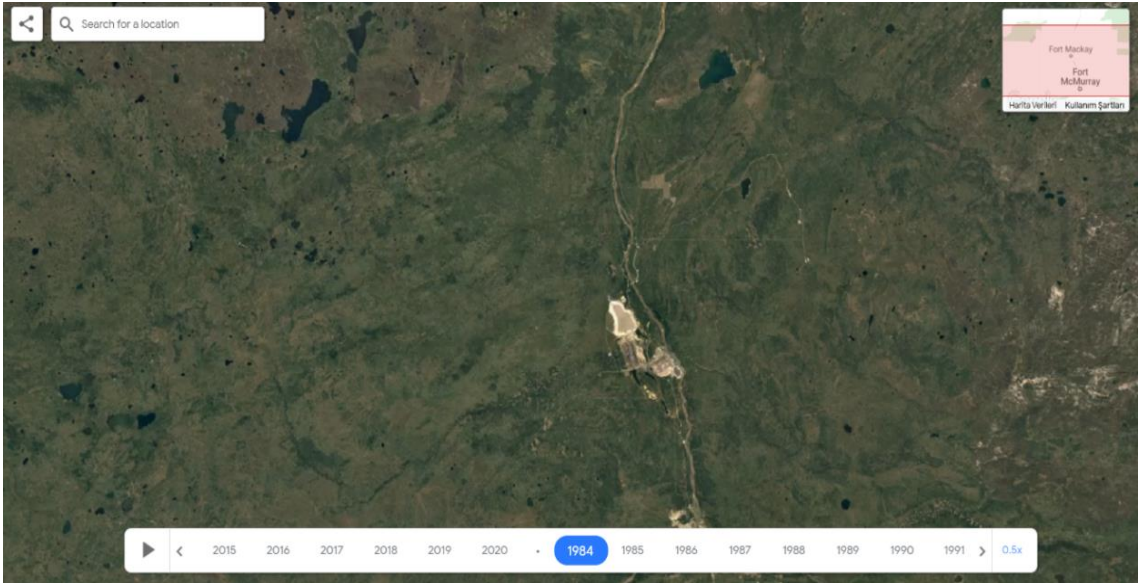 Search for a location
Fort Mackay
Fort
McMurray
Harita Verileri Kullanım Şartları
2015 2016 2017 2018 2019 2020 • 1984 1985 1986 1987 1988 1989 1990 1991 0.5x